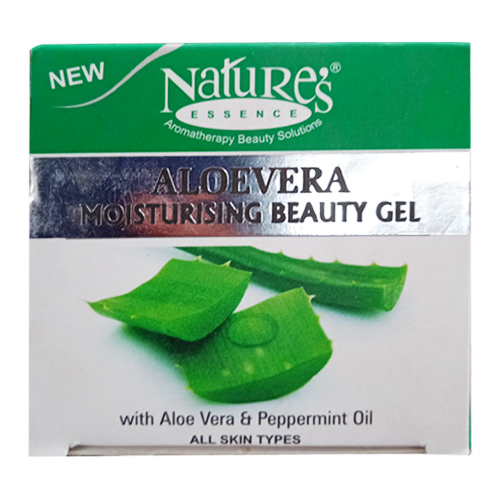 NEW
NATURE'S®
ESSENCE
Aromatherapy Beauty Solutions
ALOEVERA
MOISTURISING BEAUTY GEL
with Aloe Vera & Peppermint Oil
ALL SKIN TYPES